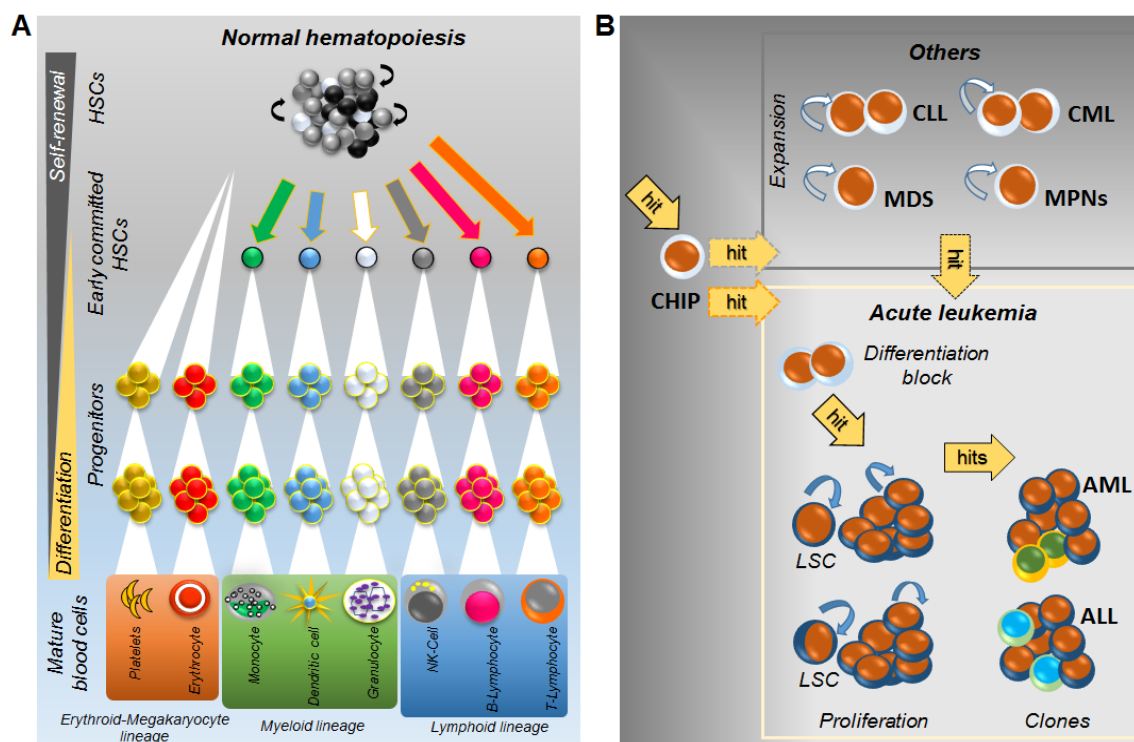 A
Normal hematopoiesis
Self-renewal
HSCs
Early committed
HSCs
Differentiation
Progenitors
Mature
blood cells
Platelets
Erythrocyte
Monocyte
Dendritic cell
Granulocyte
NK-Cell
B-Lymphocyte
T-Lymphocyte
Erythroid-Megakaryocyte
lineage
Myeloid lineage
Lymphoid lineage
B
Others
Expansion
CLL
CML
MDS
MPNs
hit
hit
CHIP
hit
hit
Acute leukemia
Differentiation
block
hit
hits
LSC
AML
LSC
ALL
Proliferation
Clones